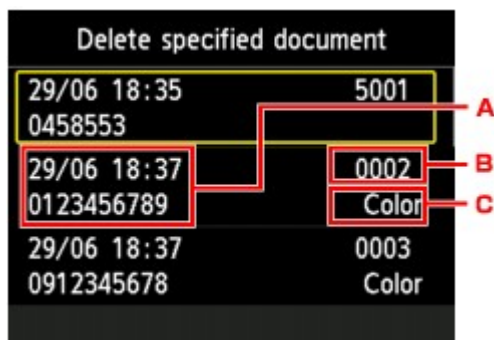 Delete specified document
29/06 18:35 5001
0458553
A
29/06 18:37 0002
B
0123456789 Color
C
29/06 18:37 0003
0912345678 Color